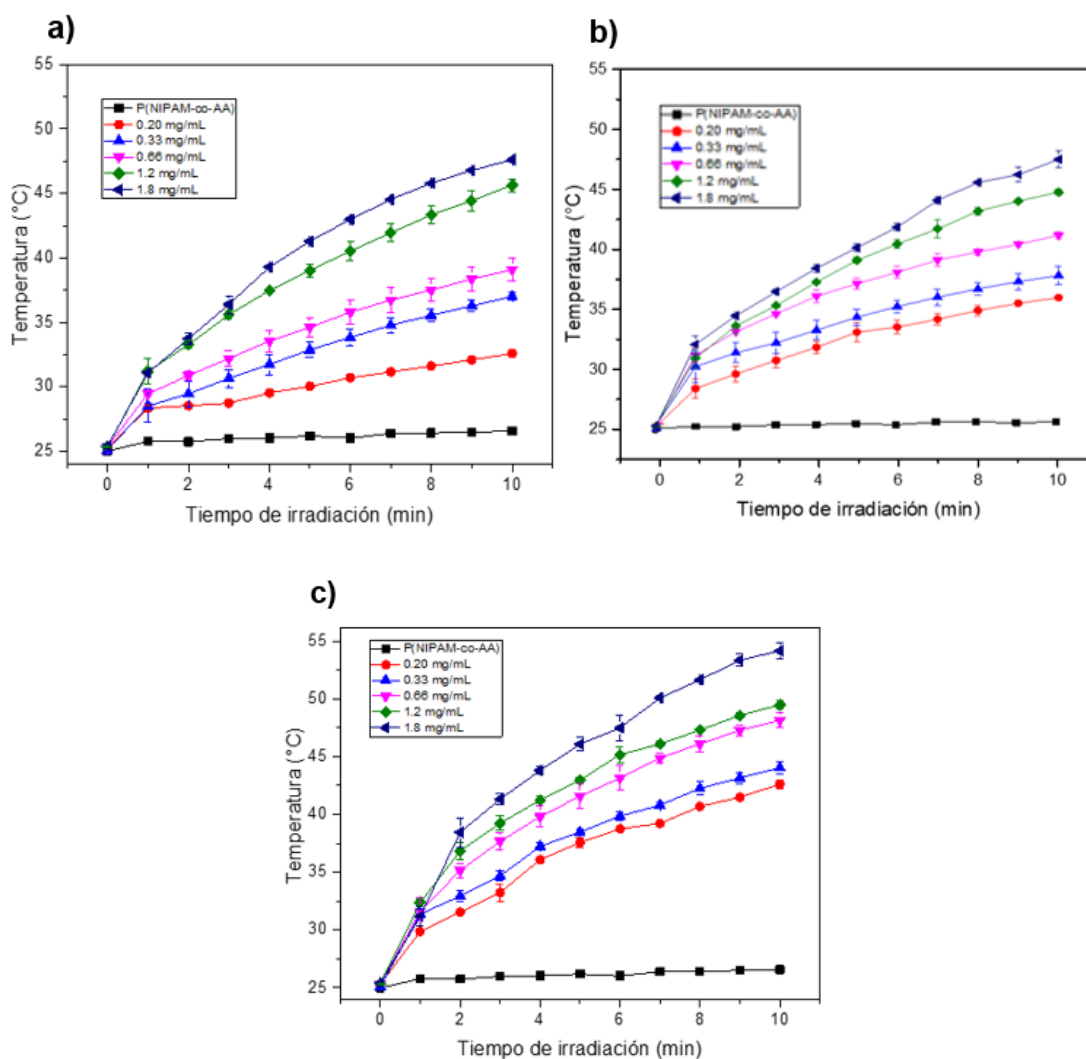 a)
55
50
45
40
35
30
25
0
2
4
6
8
10
Temperatura (°C)
Tiempo de irradiación (min)
P(NIPAM-co-AA)
0.20 mg/mL
0.33 mg/mL
0.66 mg/mL
1.2 mg/mL
1.8 mg/mL
b)
55
50
45
40
35
30
25
0
2
4
6
8
10
Temperatura (°C)
Tiempo de irradiación (min)
P(NIPAM-co-AA)
0.20 mg/mL
0.33 mg/mL
0.66 mg/mL
1.2 mg/mL
1.8 mg/mL
c)
55
50
45
40
35
30
25
0
2
4
6
8
10
Temperatura (°C)
Tiempo de irradiación (min)
P(NIPAM-co-AA)
0.20 mg/mL
0.33 mg/mL
0.66 mg/mL
1.2 mg/mL
1.8 mg/mL